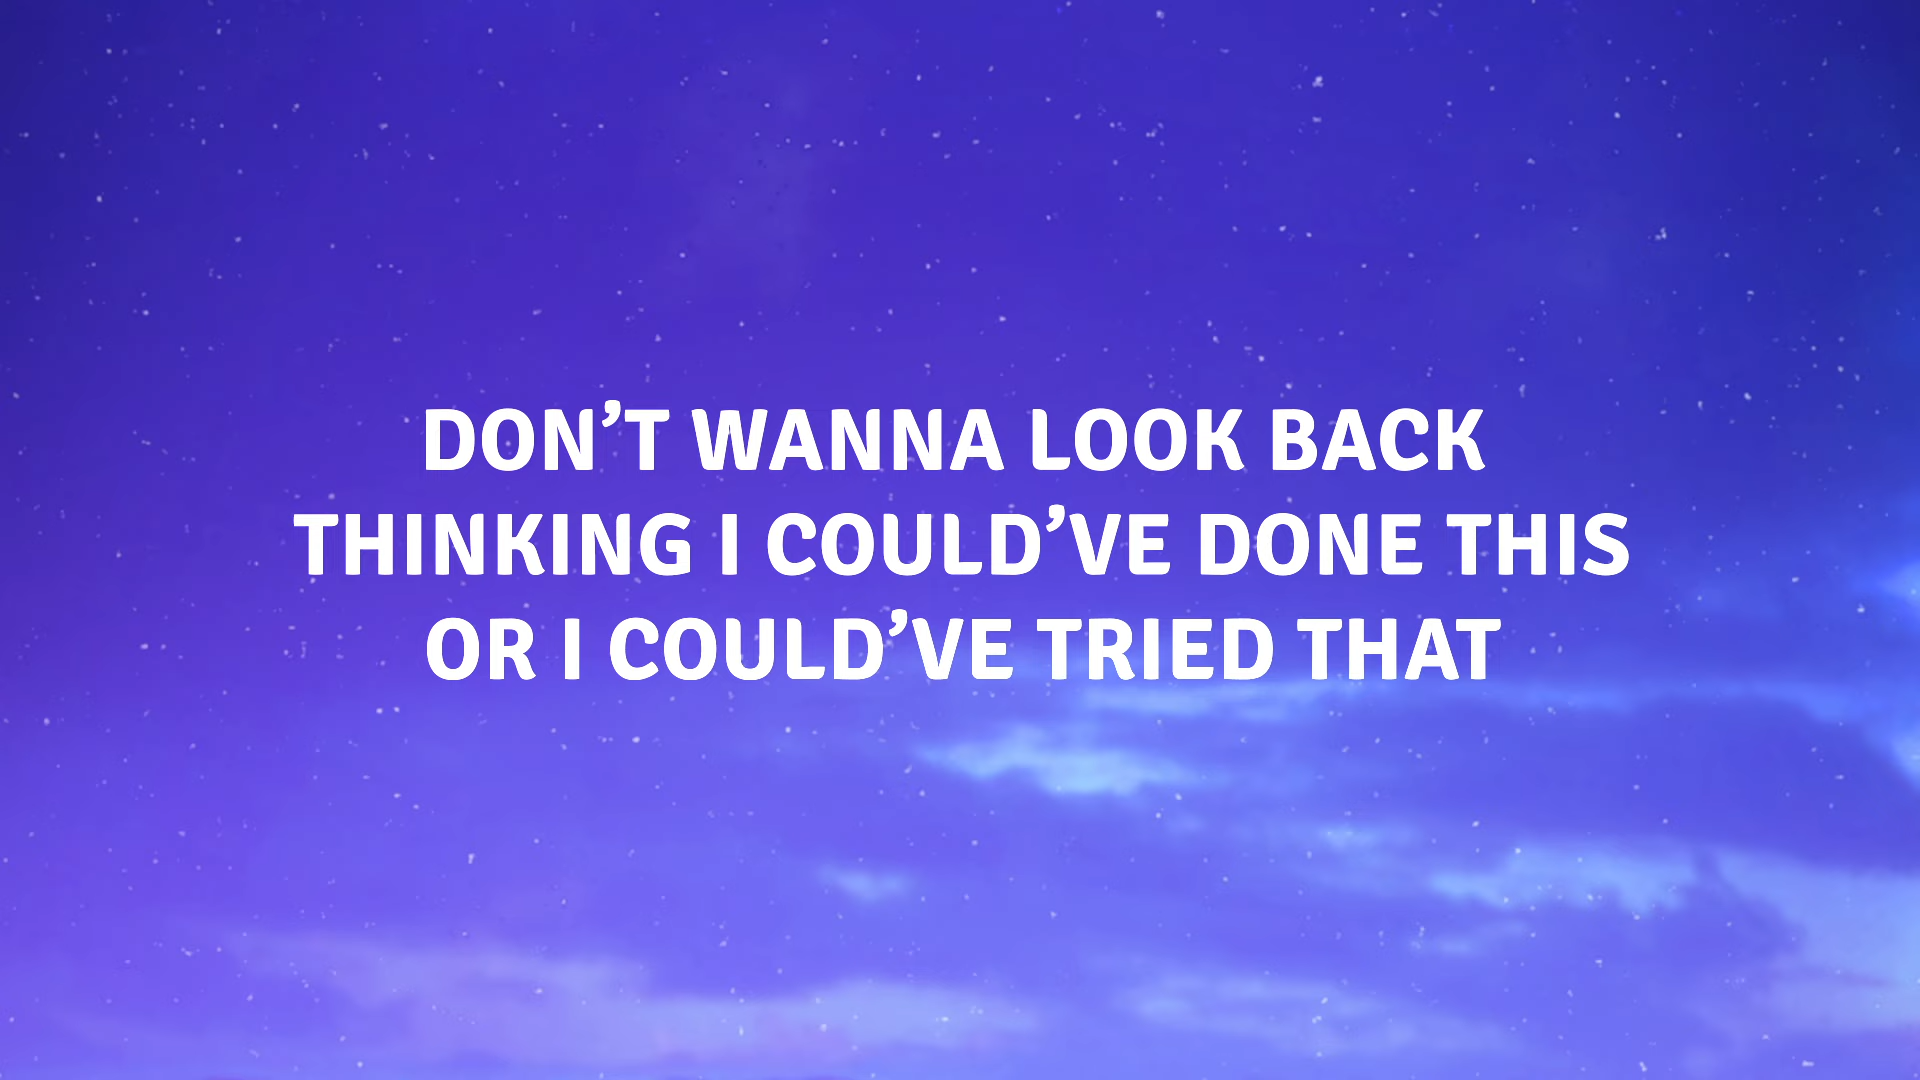 DON’T WANNA LOOK BACK
THINKING I COULD’VE DONE THIS
OR I COULD’VE TRIED THAT